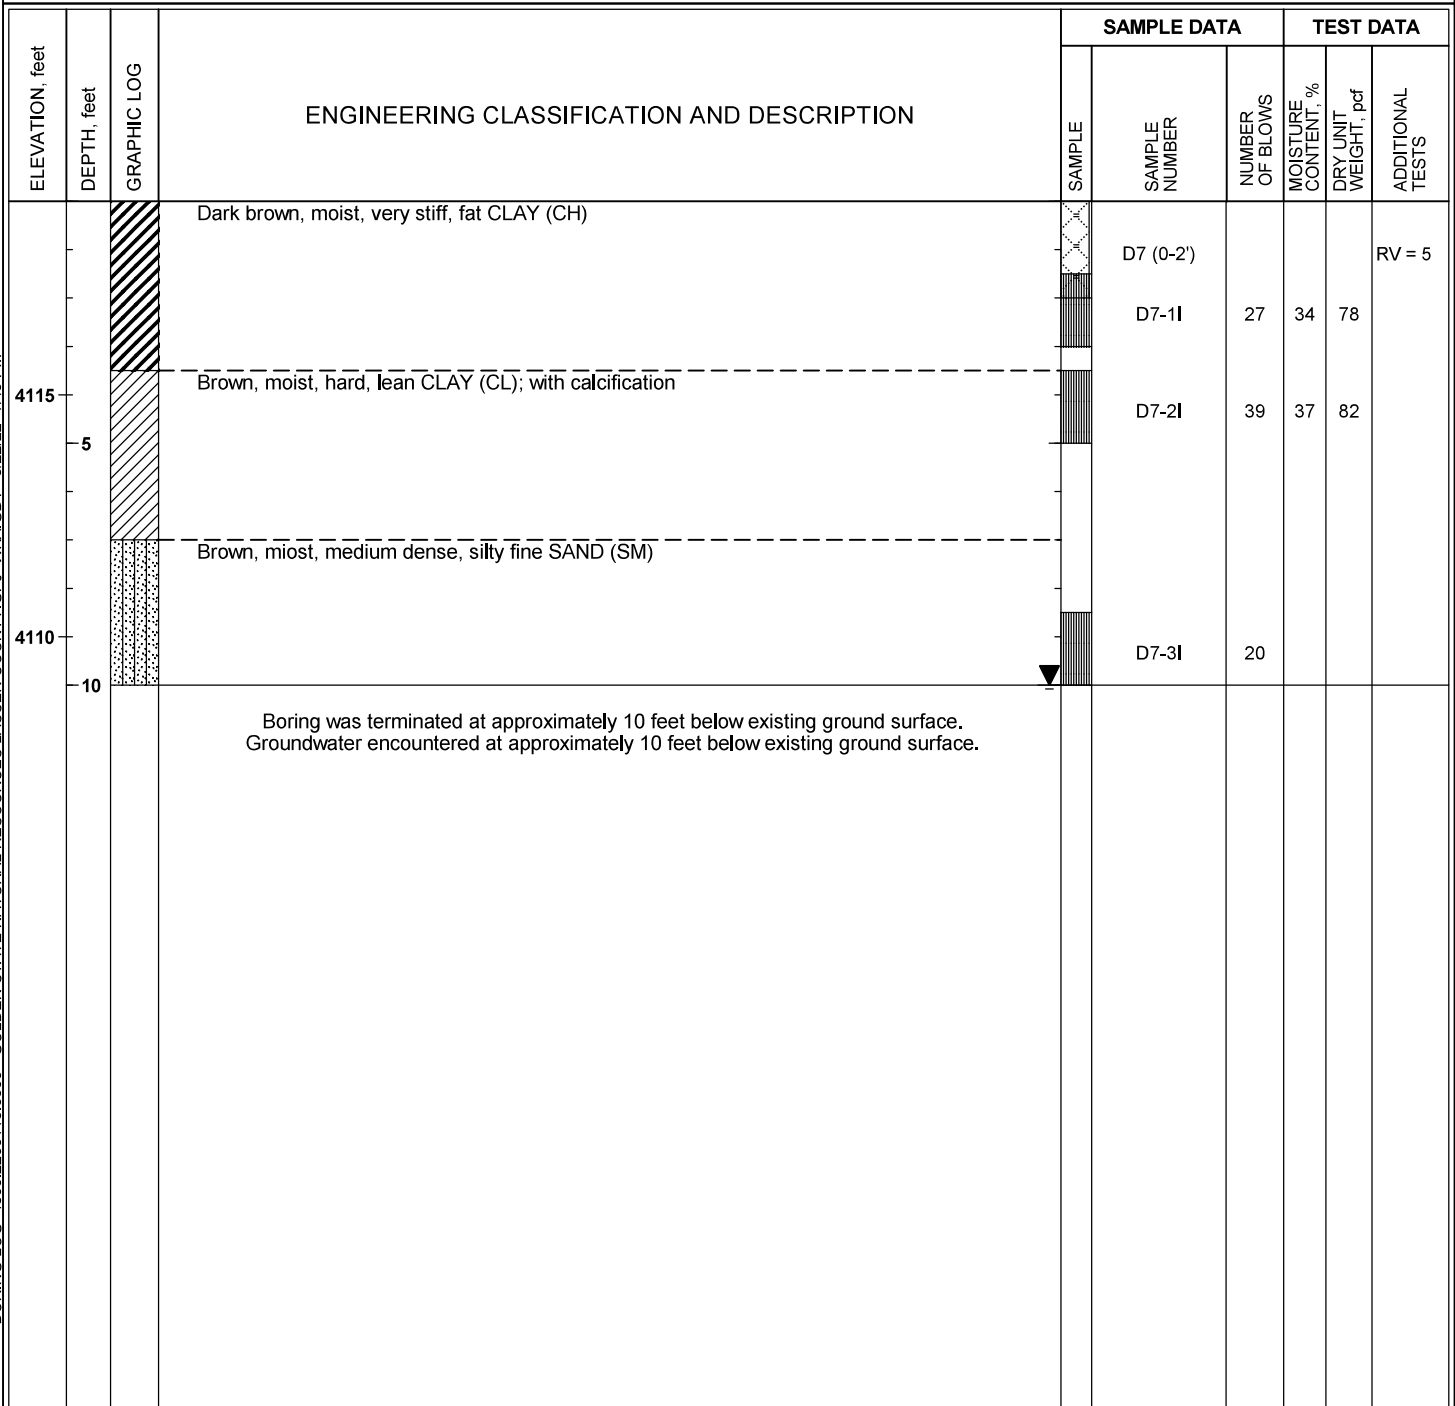 SAMPLE DATA
TEST DATA
ELEVATION, feet
DEPTH, feet
GRAPHIC LOG
ENGINEERING CLASSIFICATION AND DESCRIPTION
SAMPLE
SAMPLE
NUMBER
NUMBER
OF BLOWS
MOISTURE
CONTENT, %
DRY UNIT
WEIGHT, pcf
ADDITIONAL
TESTS
Dark brown, moist, very stiff, fat CLAY (CH)
D7 (0-2')
RV = 5
D7-1I
27
34
78
Brown, moist, hard, lean CLAY (CL); with calcification
4115
D7-2I
39
37
82
5
Brown, miost, medium dense, silty fine SAND (SM)
4110
D7-3I
20
10
Boring was terminated at approximately 10 feet below existing ground surface.
Groundwater encountered at approximately 10 feet below existing ground surface.